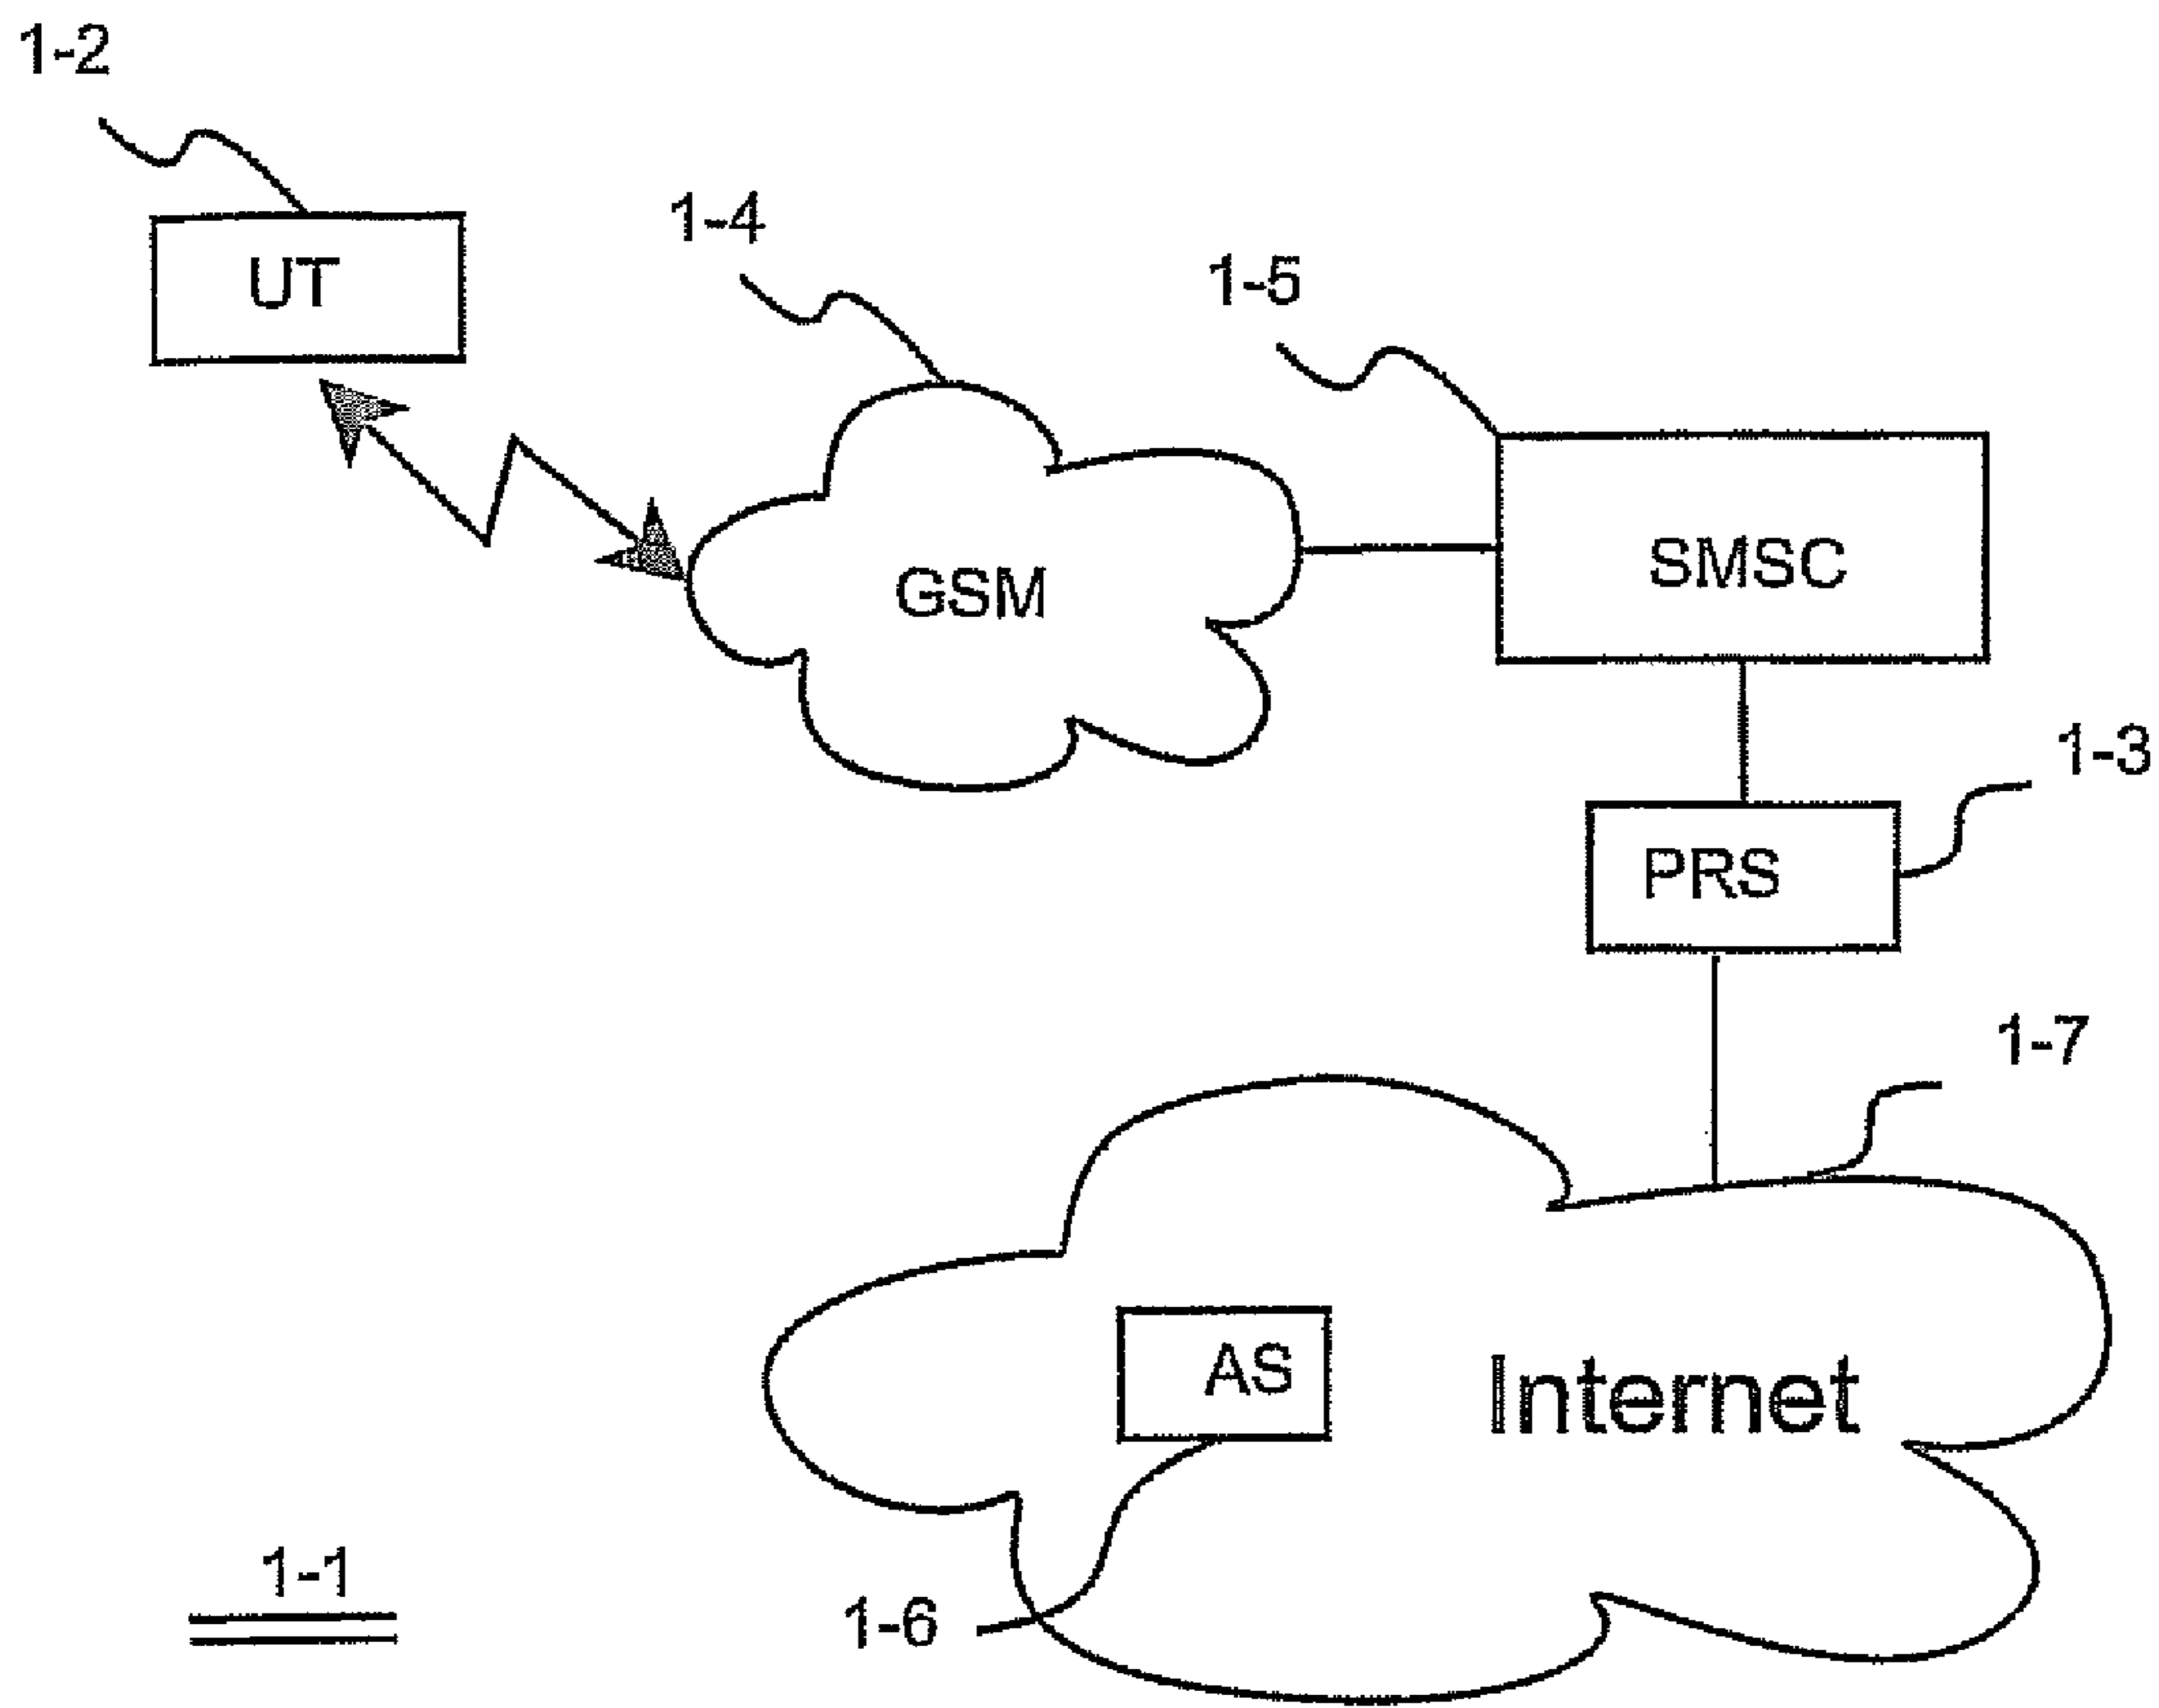 1-2
UT
1-4
1-5
GSM
SMSC
1-3
PRS
1-7
AS
Internet
1-1
1-6